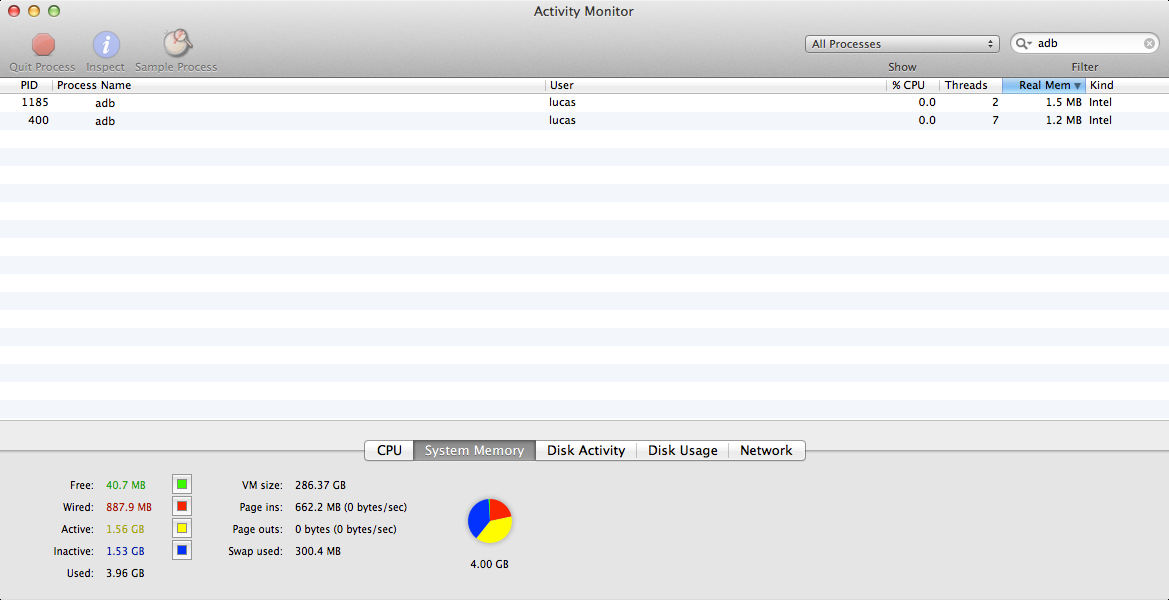 Activity Monitor
Quit Process Inspect Sample Process All Processes Show adb Filter
PID Process Name User % CPU Threads Real Mem Kind
1185 adb lucas 0.0 2 1.5 MB Intel
400 adb lucas 0.0 7 1.2 MB Intel
CPU System Memory Disk Activity Disk Usage Network
Free: 40.7 MB VM size: 286.37 GB
Wired: 887.9 MB Page ins: 662.2 MB (0 bytes/sec)
Active: 1.56 GB Page outs: 0 bytes (0 bytes/sec)
Inactive: 1.53 GB Swap used: 300.4 MB
4.00 GB
Used: 3.96 GB